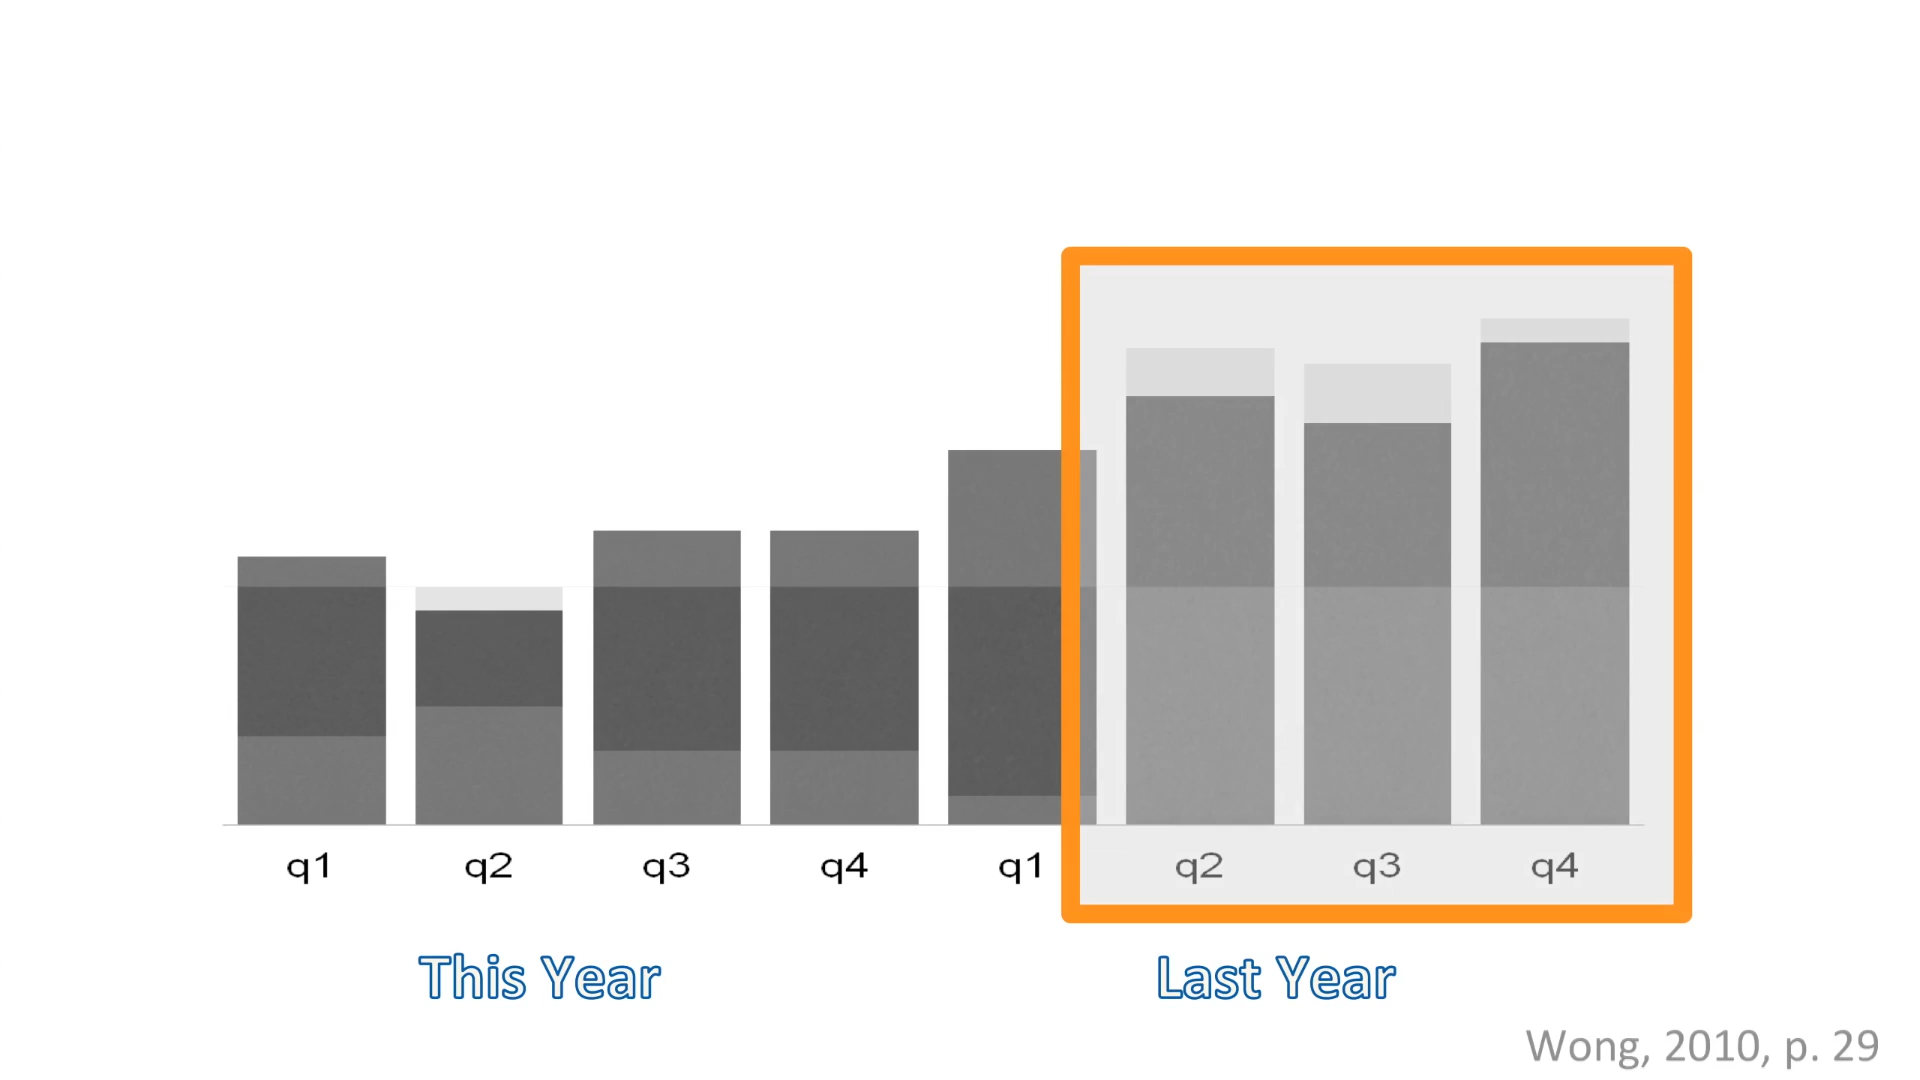 q1 q2 q3 q4 q1 q2 q3 q4
This Year Last Year
Wong, 2010, p. 29